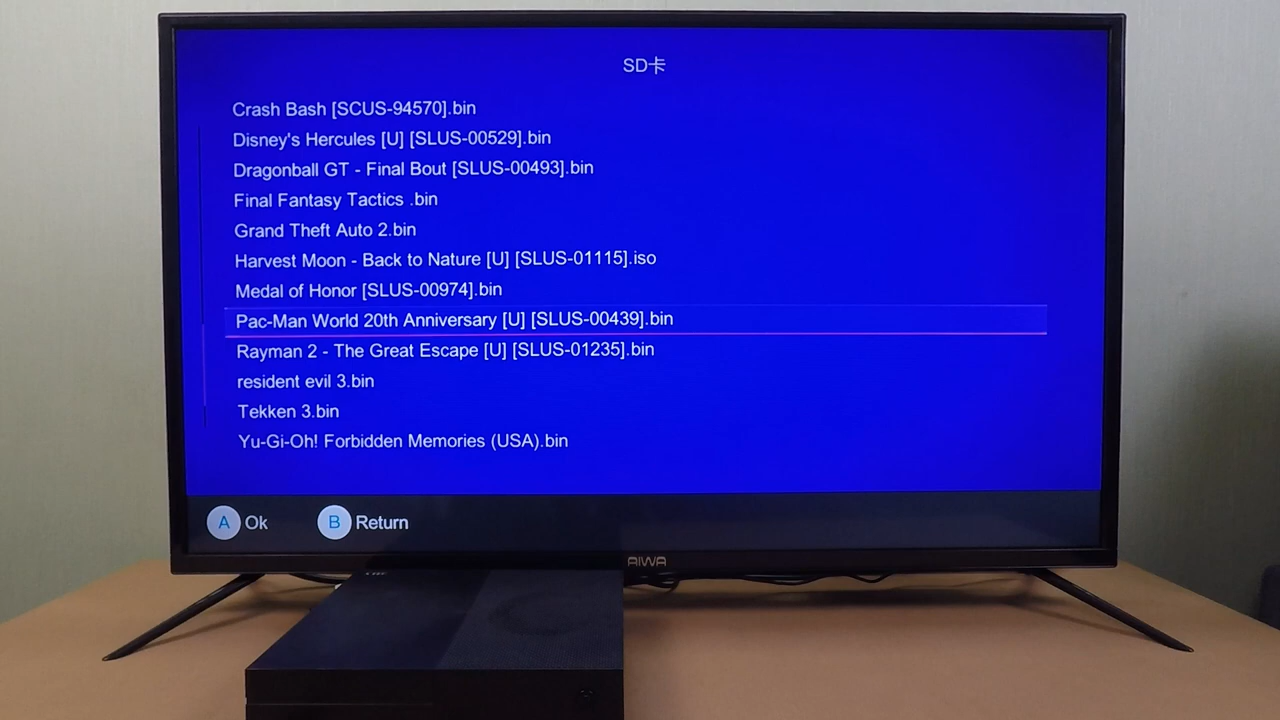 SD卡
Crash Bash [SCUS-94570].bin
Disney's Hercules [U] [SLUS-00529].bin
Dragonball GT - Final Bout [SLUS-00493].bin
Final Fantasy Tactics .bin
Grand Theft Auto 2.bin
Harvest Moon - Back to Nature [U] [SLUS-01115].iso
Medal of Honor [SLUS-00974].bin
Pac-Man World 20th Anniversary [U] [SLUS-00439].bin
Rayman 2 - The Great Escape [U] [SLUS-01235].bin
resident evil 3.bin
Tekken 3.bin
Yu-Gi-Oh! Forbidden Memories (USA).bin
A Ok B Return
AIWA